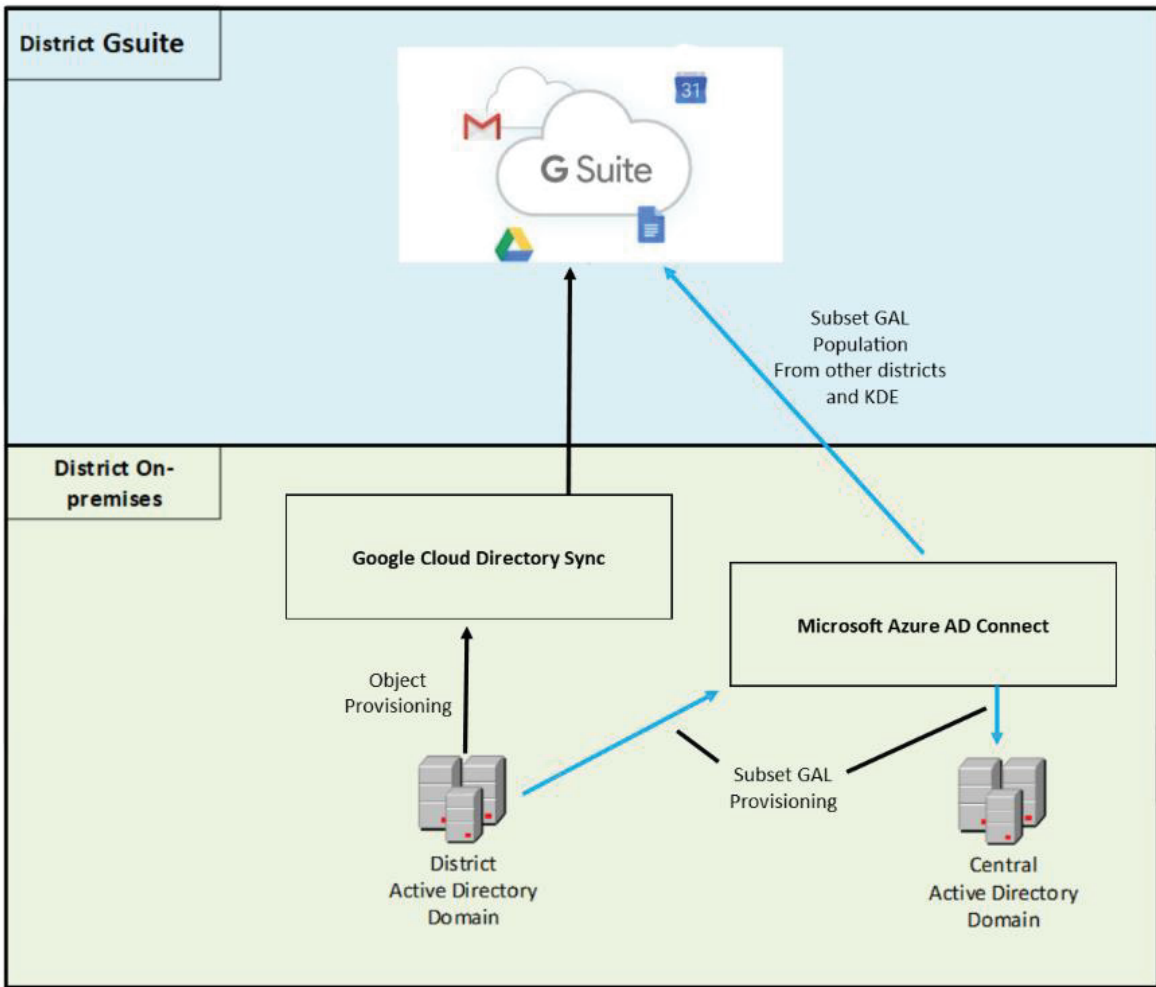 District Gsuite
31
G Suite
Subset GAL
Population
From other districts
and KDE
District On-
premises
Google Cloud Directory Sync
Microsoft Azure AD Connect
Object
Provisioning
Subset GAL
Provisioning
District
Active Directory
Domain
Central
Active Directory
Domain